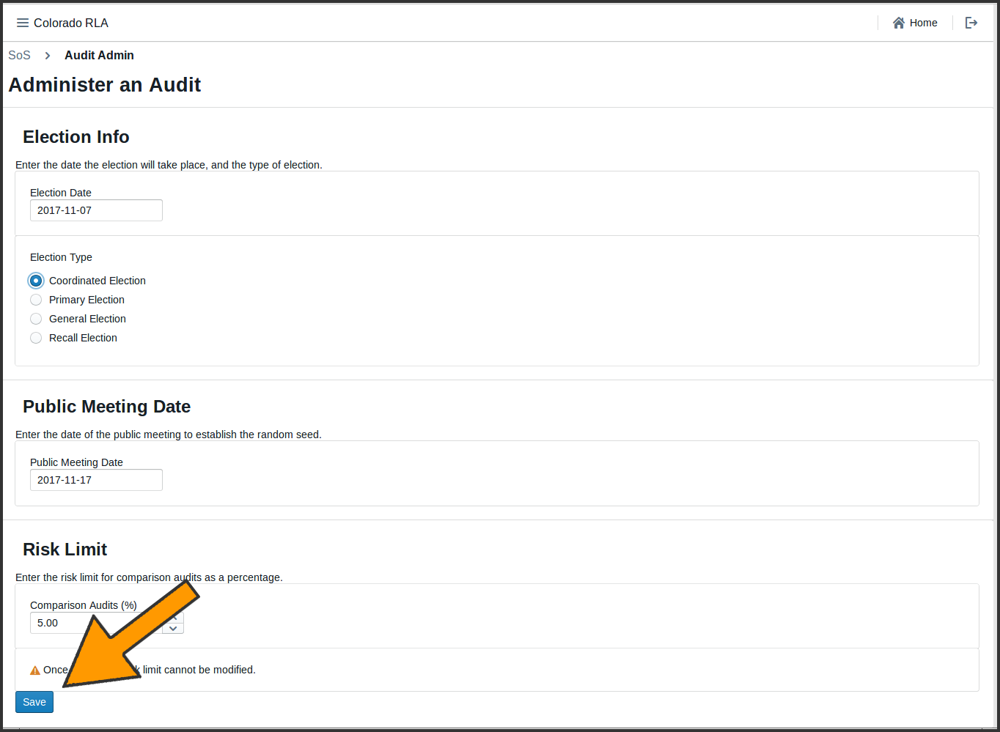 Colorado RLA
Home
SoS
Audit Admin
Administer an Audit
Election Info
Enter the date the election will take place, and the type of election.
Election Date
2017-11-07
Election Type
Coordinated Election
Primary Election
General Election
Recall Election
Public Meeting Date
Enter the date of the public meeting to establish the random seed.
Public Meeting Date
2017-11-17
Risk Limit
Enter the risk limit for comparison audits as a percentage.
Comparison Audits (%)
5.00
Once limit cannot be modified.
Save